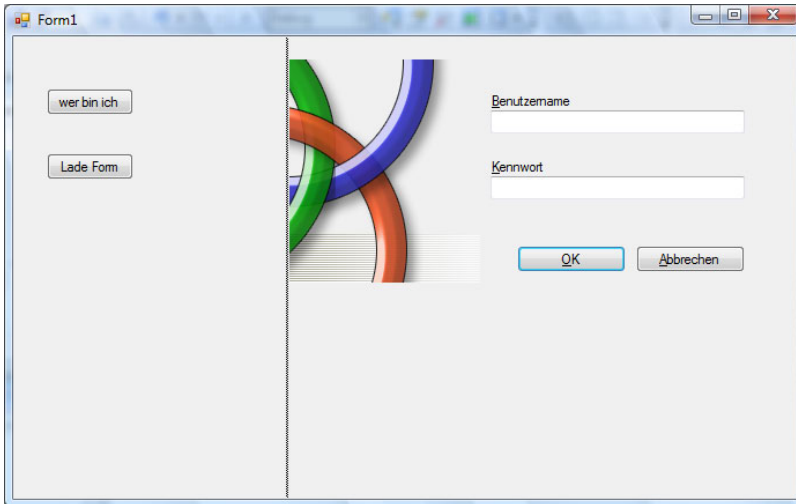 Form1
wer bin ich
Lade Form
Benutzername
Kennwort
OK
Abbrechen